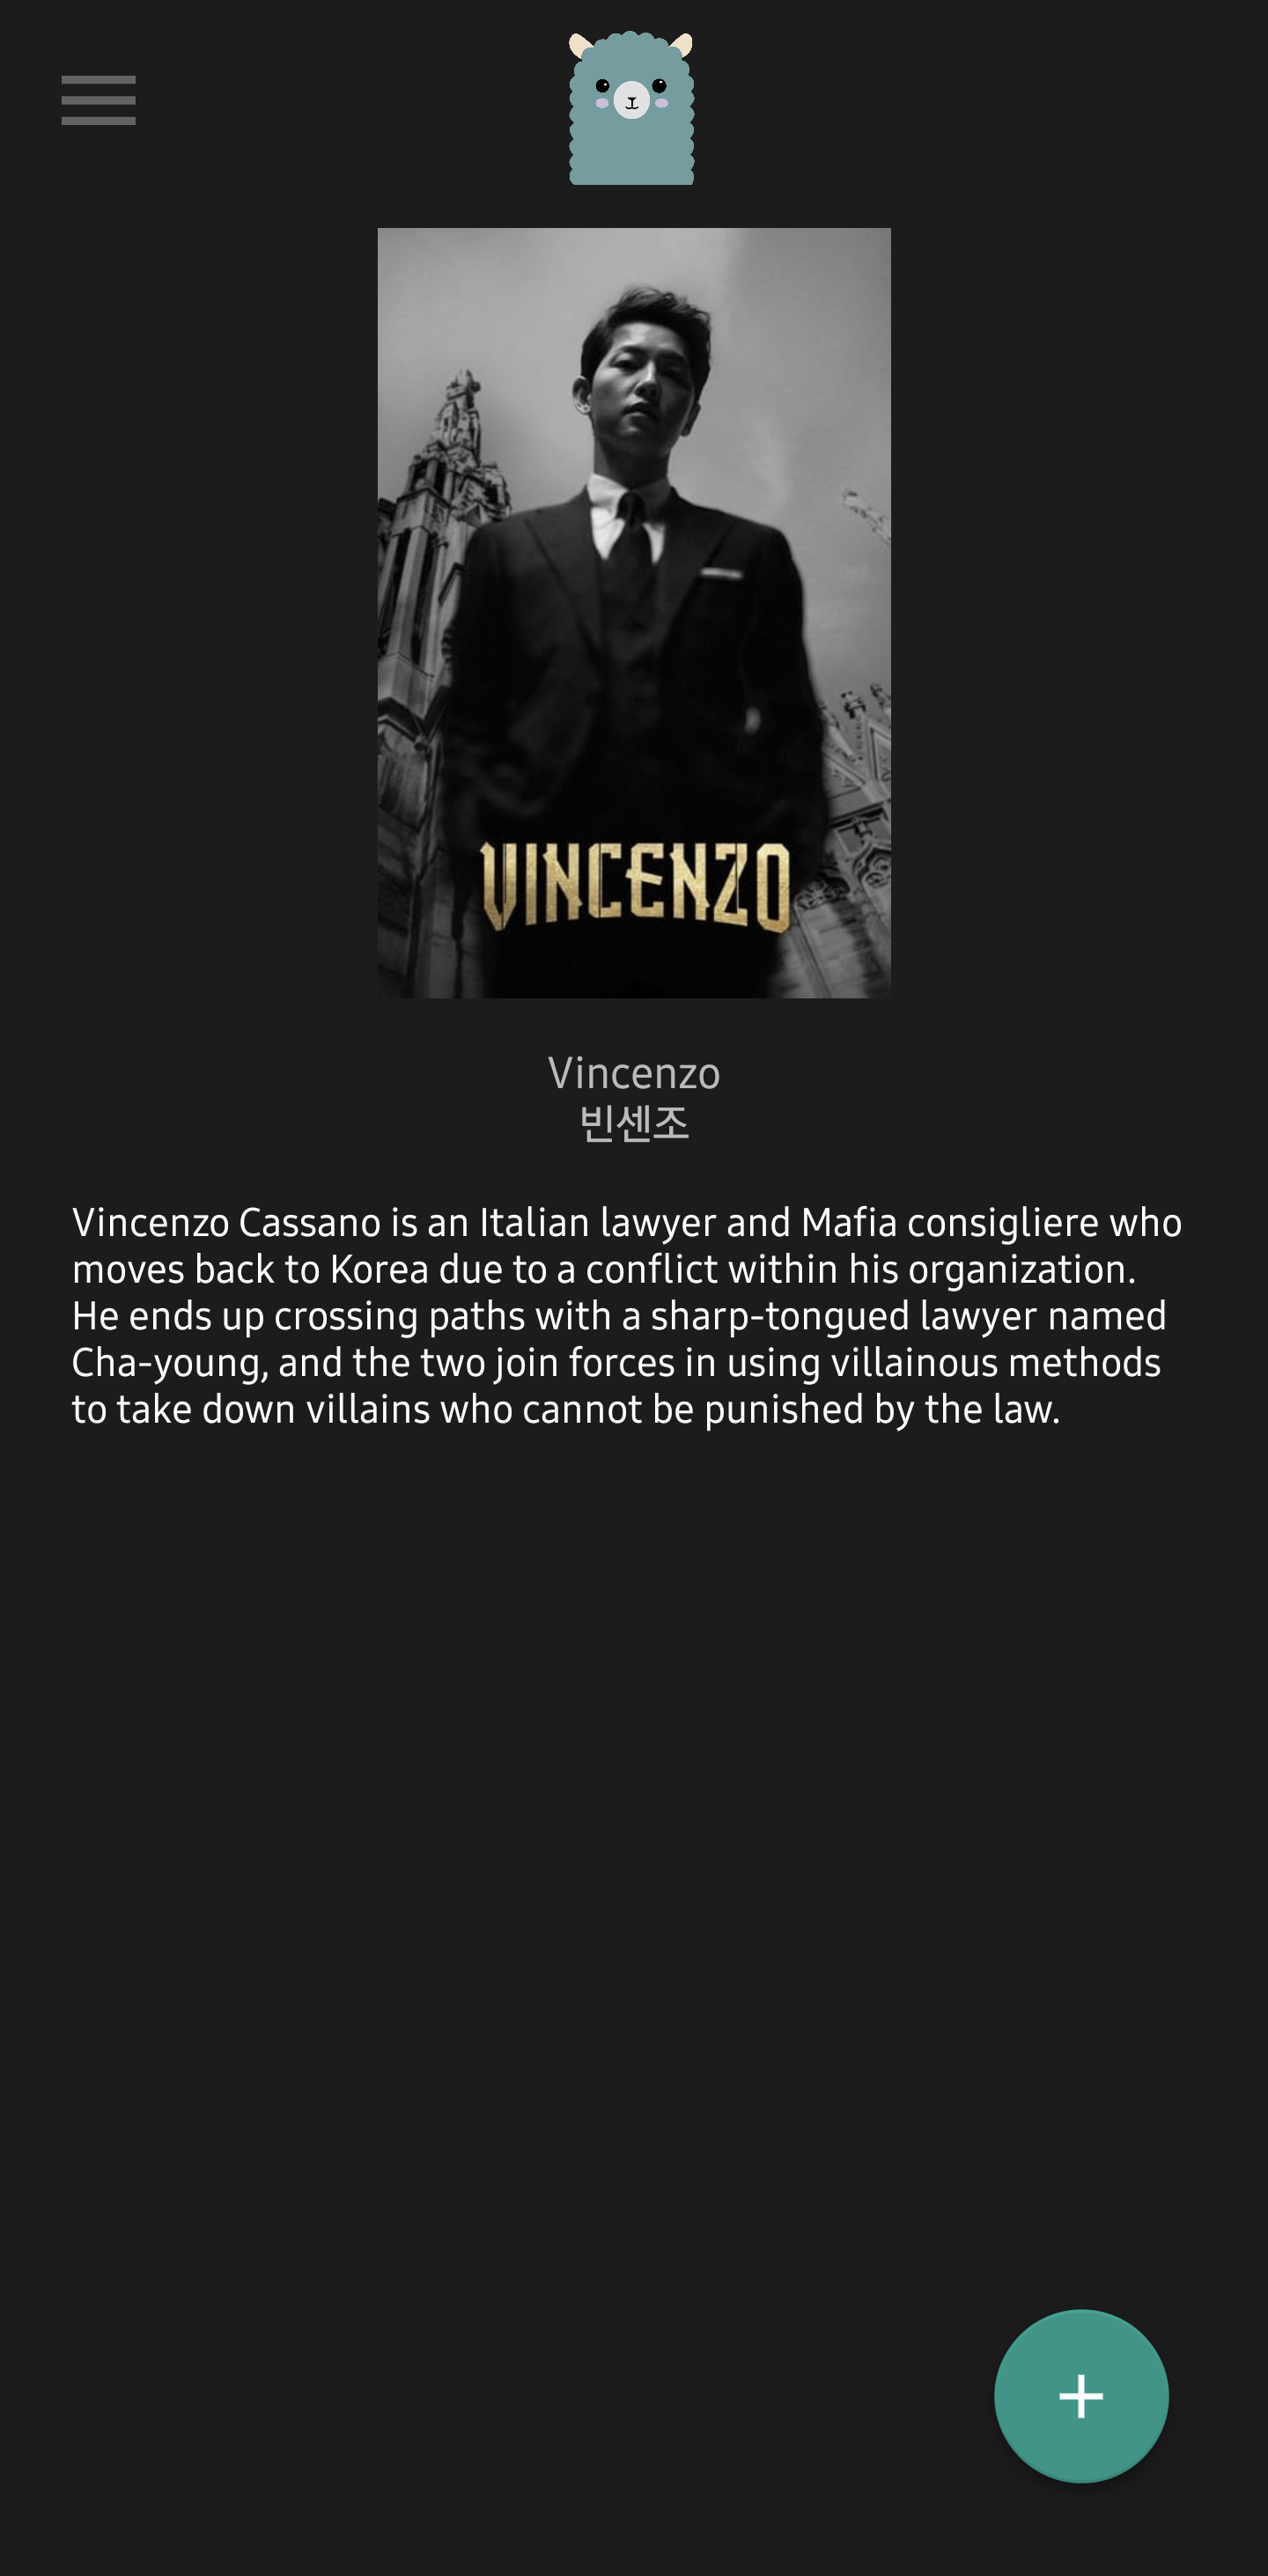 VINCENZO
Vincenzo
빈센조
Vincenzo Cassano is an Italian lawyer and Mafia consigliere who
moves back to Korea due to a conflict within his organization.
He ends up crossing paths with a sharp-tongued lawyer named
Cha-young, and the two join forces in using villainous methods
to take down villains who cannot be punished by the law.